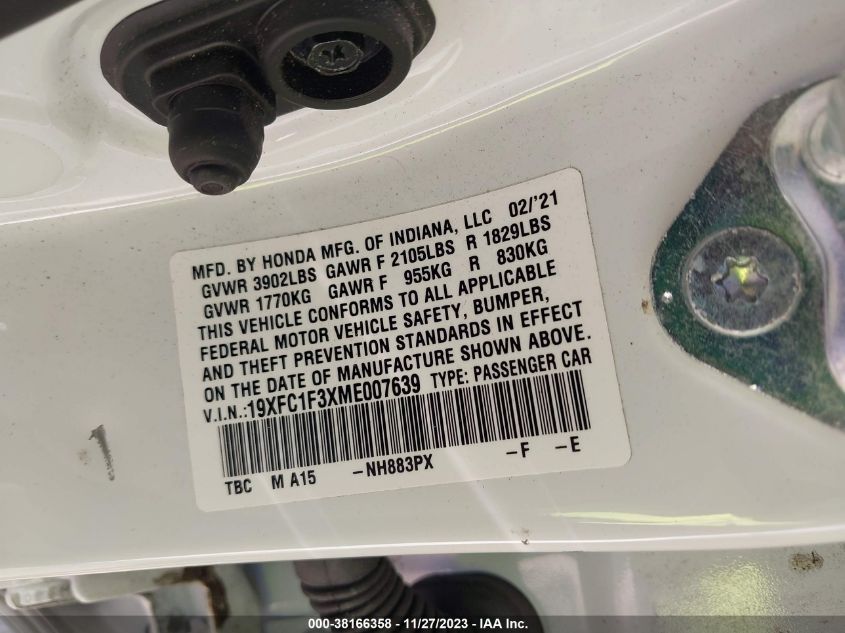 MFD. BY HONDA MFG. OF INDIANA, LLC 02/'21
GVWR 3902LBS GAWR F 2105LBS R 1829LBS
GVWR 1770KG GAWR F 955KG R 830KG
THIS VEHICLE CONFORMS TO ALL APPLICABLE
FEDERAL MOTOR VEHICLE SAFETY, BUMPER,
AND THEFT PREVENTION STANDARDS IN EFFECT
ON THE DATE OF MANUFACTURE SHOWN ABOVE.
V.I.N.:19XFC1F3XME007639 TYPE: PASSENGER CAR
TBC M A15 -NH883PX -F -E
000-38166358 - 11/27/2023 - IAA Inc.